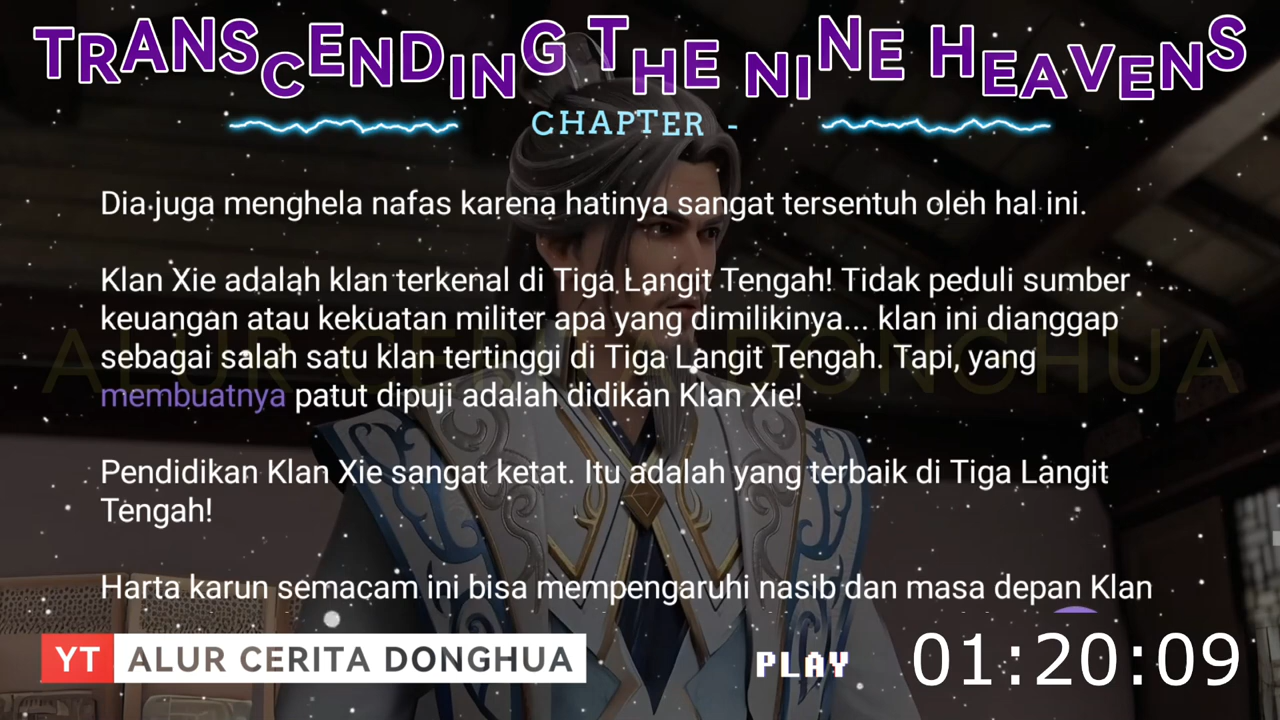 TRANSCENDING THE NINE HEAVENS
CHAPTER -
Dia juga menghela nafas karena hatinya sangat tersentuh oleh hal ini.
Klan Xie adalah klan terkenal di Tiga Langit Tengah! Tidak peduli sumber
keuangan atau kekuatan militer apa yang dimilikinya... klan ini dianggap
sebagai salah satu klan tertinggi di Tiga Langit Tengah. Tapi, yang
membuatnya patut dipuji adalah didikan Klan Xie!
ALUR CERITA DONGHUA
Pendidikan Klan Xie sangat ketat. Itu adalah yang terbaik di Tiga Langit
Tengah!
Harta karun semacam ini bisa mempengaruhi nasib dan masa depan Klan
YT ALUR CERITA DONGHUA
PLAY 01:20:09